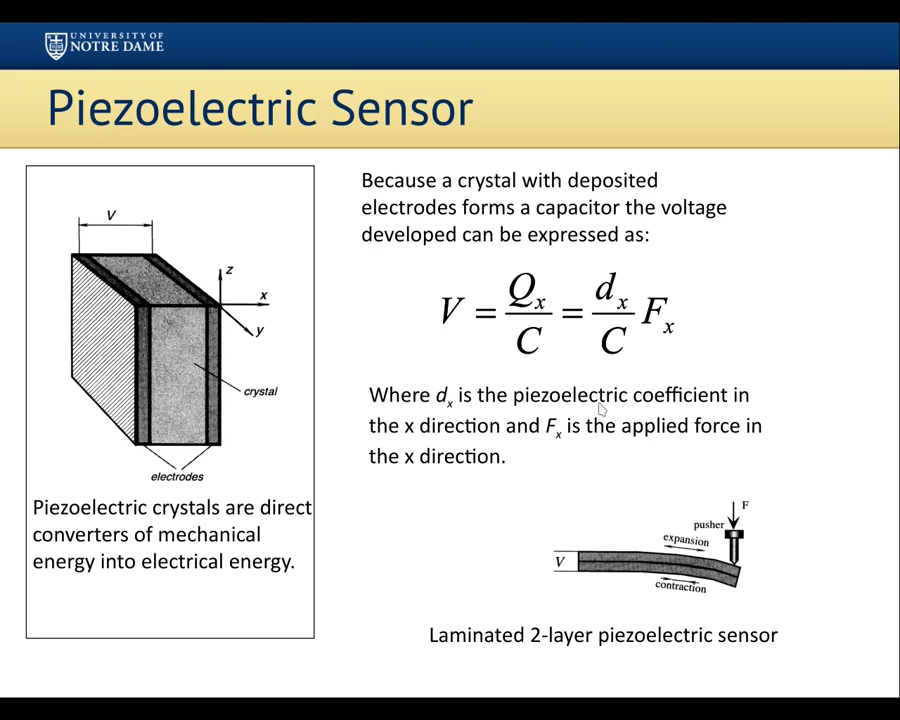 UNIVERSITY OF
NOTRE DAME
Piezoelectric Sensor
V
z
x
y
crystal
electrodes
Piezoelectric crystals are direct
converters of mechanical
energy into electrical energy.
Because a crystal with deposited
electrodes forms a capacitor the voltage
developed can be expressed as:
V = Qx/C = dx/C Fx
Where dx is the piezoelectric coefficient in
the x direction and Fx is the applied force in
the x direction.
F
pusher
expansion
V
contraction
Laminated 2-layer piezoelectric sensor